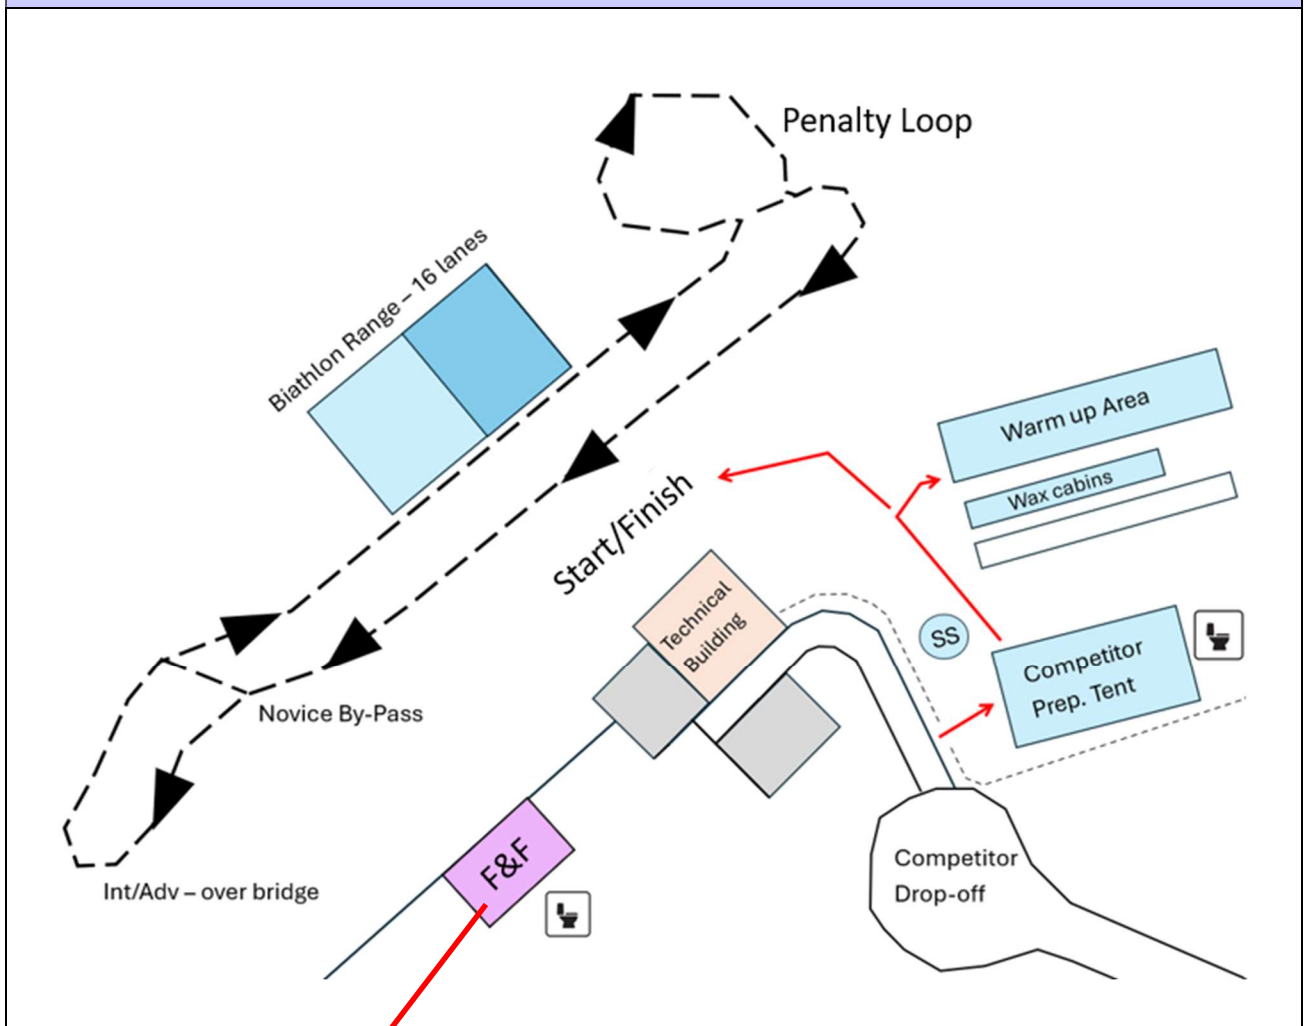 Penalty Loop
Biathlon Range – 16 lanes
Warm up Area
Wax cabins
Start/Finish
Technical
Building
SS
Competitor
Prep. Tent
Novice By-Pass
F&F
Competitor
Drop-off
Int/Adv – over bridge